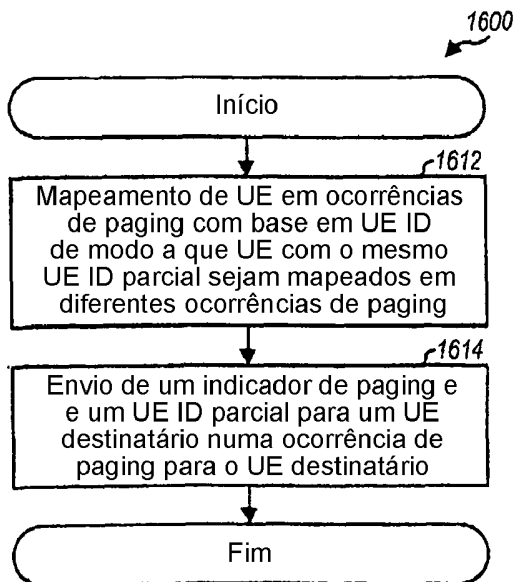 1600
Início
1612
Mapeamento de UE em ocorrências
de paging com base em UE ID
de modo a que UE com o mesmo
UE ID parcial sejam mapeados em
diferentes ocorrências de paging
1614
Envio de um indicador de paging e
e um UE ID parcial para um UE
destinatário numa ocorrência de
paging para o UE destinatário
Fim